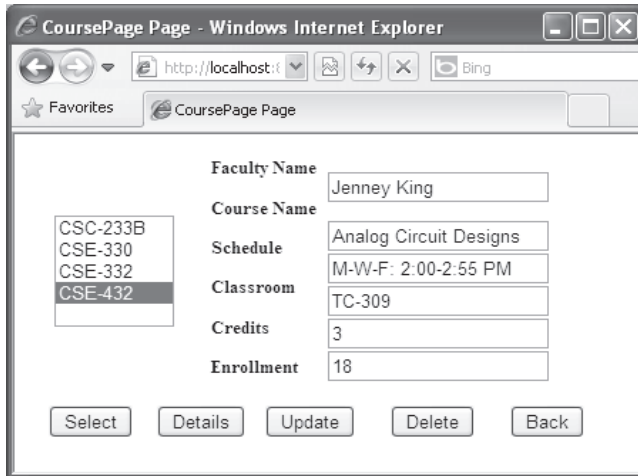 CoursePage Page - Windows Internet Explorer
http://localhost:8
Bing
Favorites
CoursePage Page
CSC-233B
CSE-330
CSE-332
CSE-432
Faculty Name
Jenney King
Course Name
Analog Circuit Designs
Schedule
M-W-F: 2:00-2:55 PM
Classroom
TC-309
Credits
3
Enrollment
18
Select
Details
Update
Delete
Back